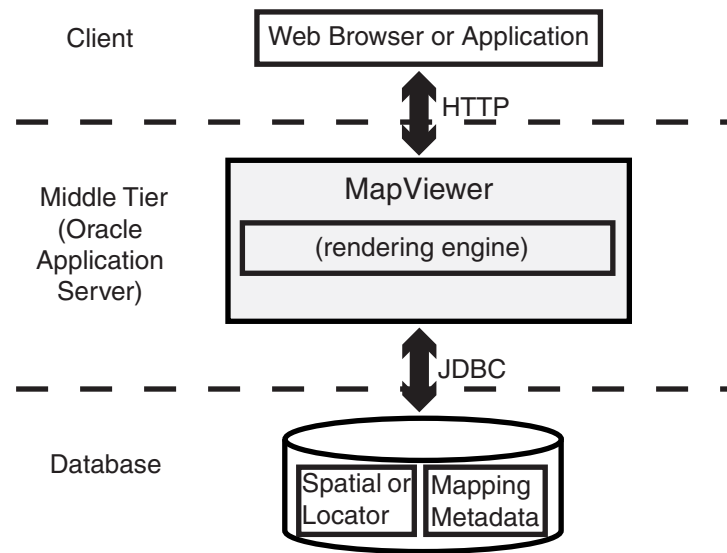 Client
Web Browser or Application
HTTP
MapViewer
(rendering engine)
Middle Tier
(Oracle
Application
Server)
JDBC
Database
Spatial or
Locator
Mapping
Metadata